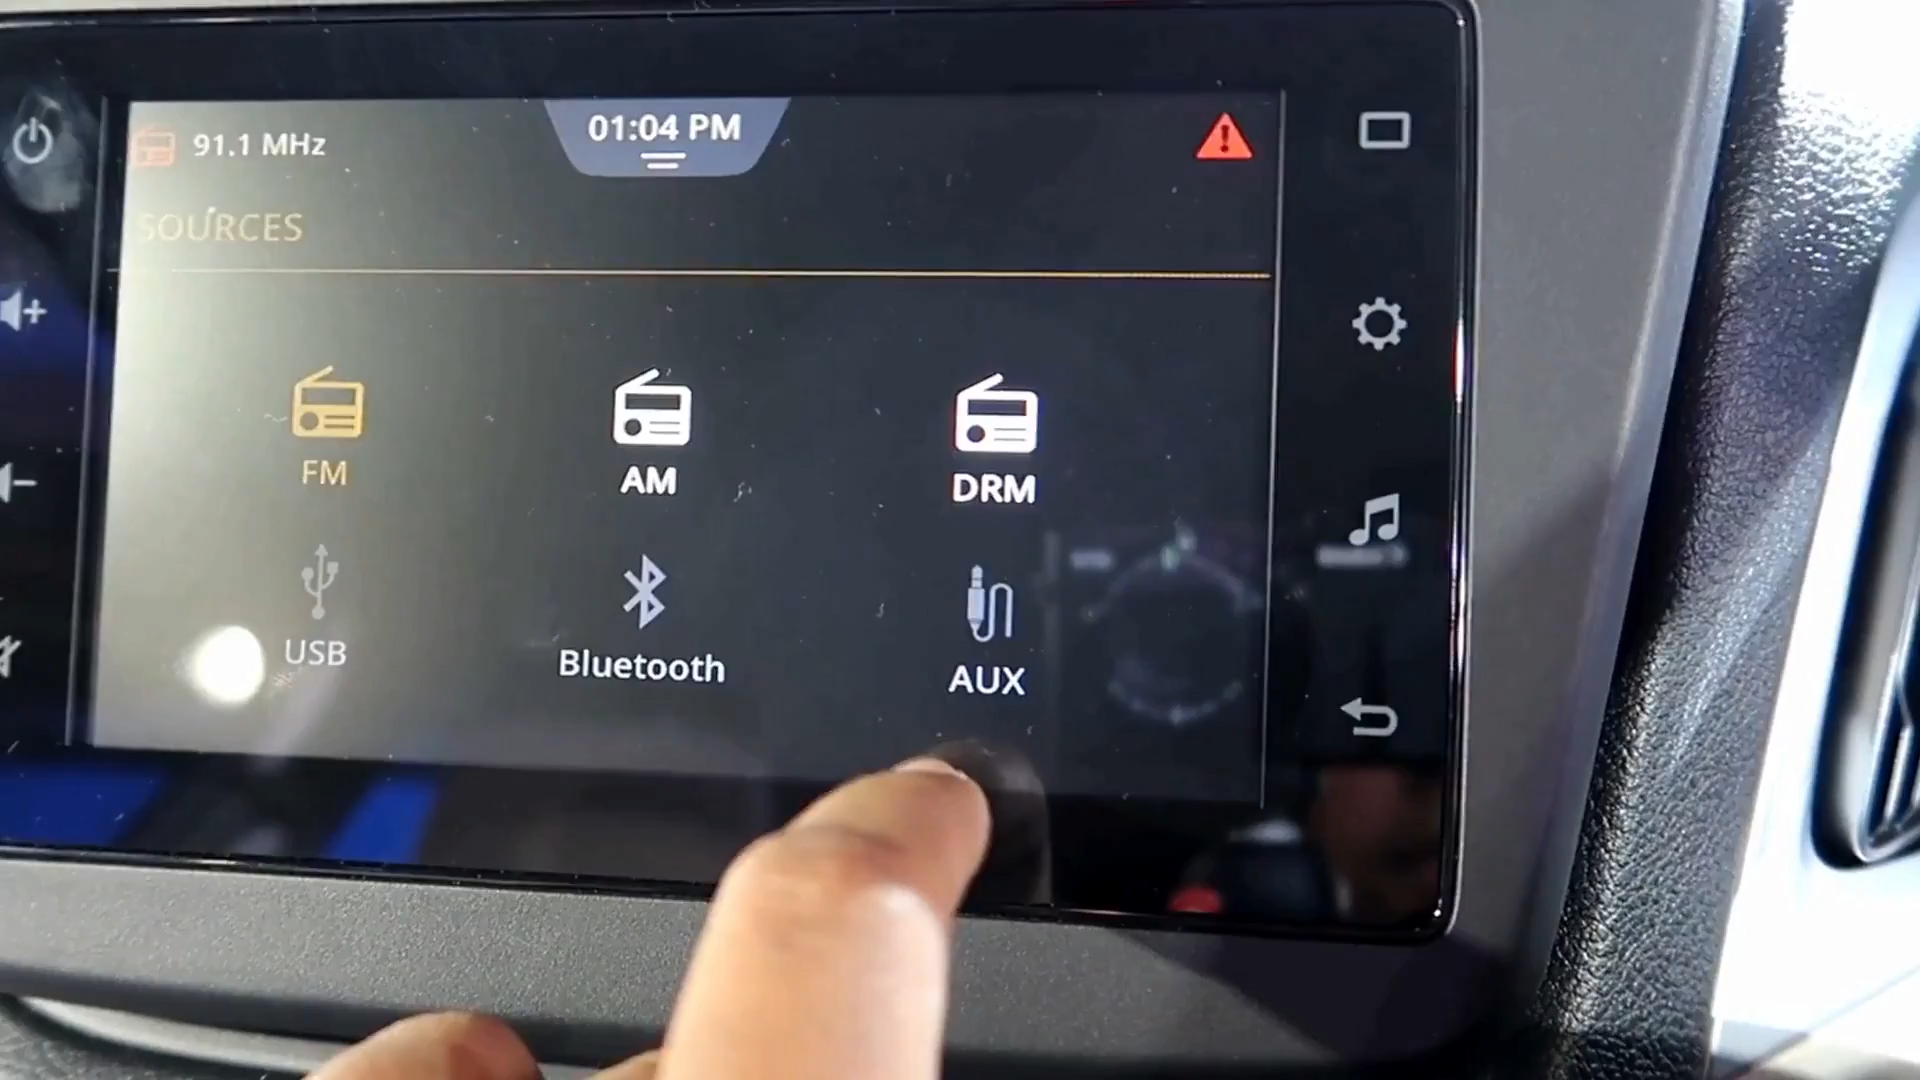 91.1 MHz
01:04 PM
SOURCES
FM
AM
DRM
USB
Bluetooth
AUX